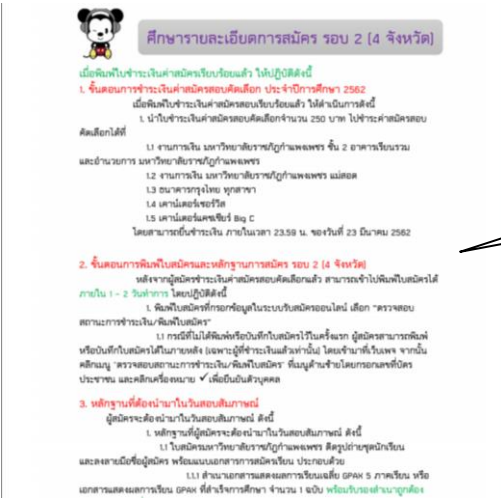 ศึกษารายละเอียดการสมัคร รอบ 2 (4 จังหวัด)
เมื่อพิมพ์ใบชำระเงินค่าสมัครเรียบร้อยแล้ว ให้ปฏิบัติดังนี้
1. ขั้นตอนการชำระเงินค่าสมัครสอบคัดเลือก ประจำปีการศึกษา 2562
เมื่อพิมพ์ใบชำระเงินค่าสมัครสอบเรียบร้อยแล้ว ให้ดำเนินการดังนี้
1. นำใบชำระเงินค่าสมัครสอบคัดเลือกจำนวน 250 บาท ไปชำระค่าสมัครสอบ
คัดเลือกได้ที่
1.1 งานการเงิน มหาวิทยาลัยราชภัฏกำแพงเพชร ชั้น 2 อาคารเรียนรวม
และอำนวยการ มหาวิทยาลัยราชภัฏกำแพงเพชร
1.2 งานการเงิน มหาวิทยาลัยราชภัฏกำแพงเพชร แม่สอด
1.3 ธนาคารกรุงไทย ทุกสาขา
1.4 เคาน์เตอร์เซอร์วิส
1.5 เคาน์เตอร์แคชเชียร์ Big C
โดยสามารถยื่นชำระเงิน ภายในเวลา 23.59 น. ของวันที่ 23 มีนาคม 2562
2. ขั้นตอนการพิมพ์ใบสมัครและหลักฐานการสมัคร รอบ 2 (4 จังหวัด)
หลังจากผู้สมัครชำระเงินค่าสมัครสอบคัดเลือกแล้ว สามารถเข้าไปพิมพ์ใบสมัครได้
ภายใน 1 - 2 วันทำการ โดยปฏิบัติดังนี้
1. พิมพ์ใบสมัครที่กรอกข้อมูลในระบบรับสมัครออนไลน์ เลือก "ตรวจสอบ
สถานะการชำระเงิน/พิมพ์ใบสมัคร"
1.1 กรณีที่ไม่ได้พิมพ์หรือบันทึกใบสมัครไว้ในครั้งแรก ผู้สมัครสามารถพิมพ์
หรือบันทึกใบสมัครได้ในภายหลัง (เฉพาะผู้ที่ชำระเงินแล้วเท่านั้น) โดยเข้ามาที่เว็บเพจ จากนั้น
คลิกเมนู "ตรวจสอบสถานะการชำระเงิน/พิมพ์ใบสมัคร" ที่เมนูด้านซ้ายโดยกรอกเลขที่บัตร
ประชาชน และคลิกเครื่องหมาย ✓ เพื่อยืนยันตัวบุคคล
3. หลักฐานที่ต้องนำมาในวันสอบสัมภาษณ์
ผู้สมัครจะต้องนำมาในวันสอบสัมภาษณ์ ดังนี้
1. หลักฐานที่ผู้สมัครจะต้องนำมาในวันสอบสัมภาษณ์ ดังนี้
1.1 ใบสมัครมหาวิทยาลัยราชภัฏกำแพงเพชร ติดรูปถ่ายชุดนักเรียน
และลงลายมือชื่อผู้สมัคร พร้อมแนบเอกสารการสมัครเรียน ประกอบด้วย
1.1.1 สำเนาเอกสารแสดงผลการเรียนเฉลี่ย GPAX 5 ภาคเรียน หรือ
เอกสารแสดงผลการเรียน GPAX ที่สำเร็จการศึกษา จำนวน 1 ฉบับ พร้อมรับรองสำเนาถูกต้อง